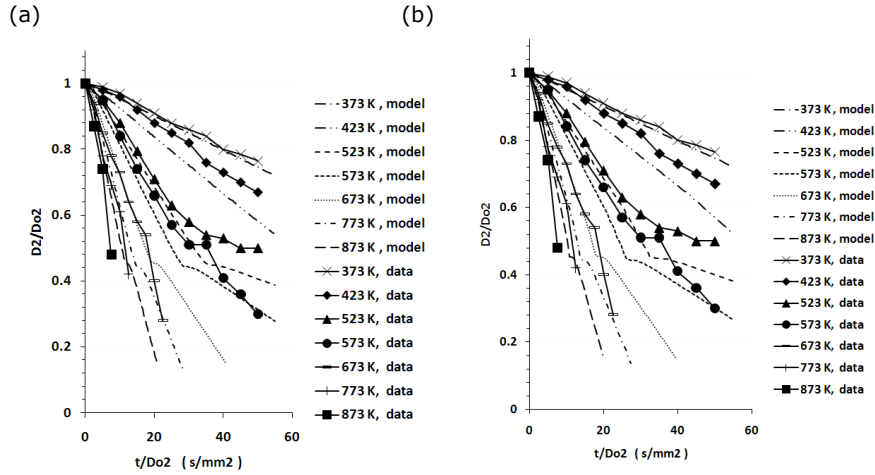 (a)
D2/Do2
1
0.8
0.6
0.4
0.2
0
0
20
40
60
t/Do2 ( s/mm2 )
373 K , model
423 K , model
523 K , model
573 K , model
673 K , model
773 K , model
873 K , model
373 K , data
423 K, data
523 K, data
573 K, data
673 K, data
773 K, data
873 K, data
(b)
D2/Do2
1
0.8
0.6
0.4
0.2
0
0
20
40
60
t/Do2 ( s/mm2 )
373 K , model
423 K , model
523 K , model
573 K , model
673 K , model
773 K , model
873 K , model
373 K , data
423 K, data
523 K, data
573 K, data
673 K, data
773 K, data
873 K, data